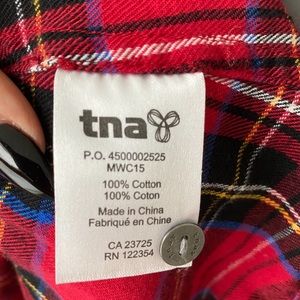 tna
P.O. 4500002525
MWC15
100% Cotton
100% Coton
Made in China
Fabriqué en Chine
CA 23725
RN 122354